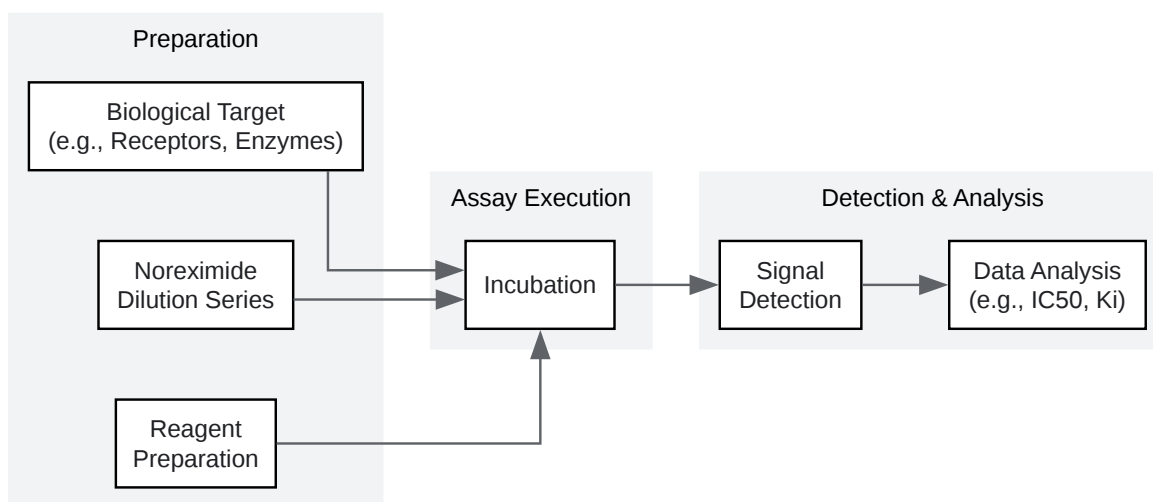 Preparation
Biological Target
(e.g., Receptors, Enzymes)
Noreximide
Dilution Series
Reagent
Preparation
Assay Execution
Incubation
Detection & Analysis
Signal
Detection
Data Analysis
(e.g., IC50, Ki)